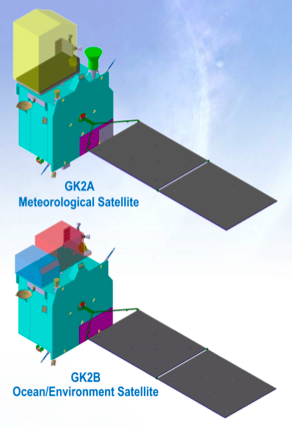 GK2A
Meteorological Satellite
GK2B
Ocean/Environment Satellite